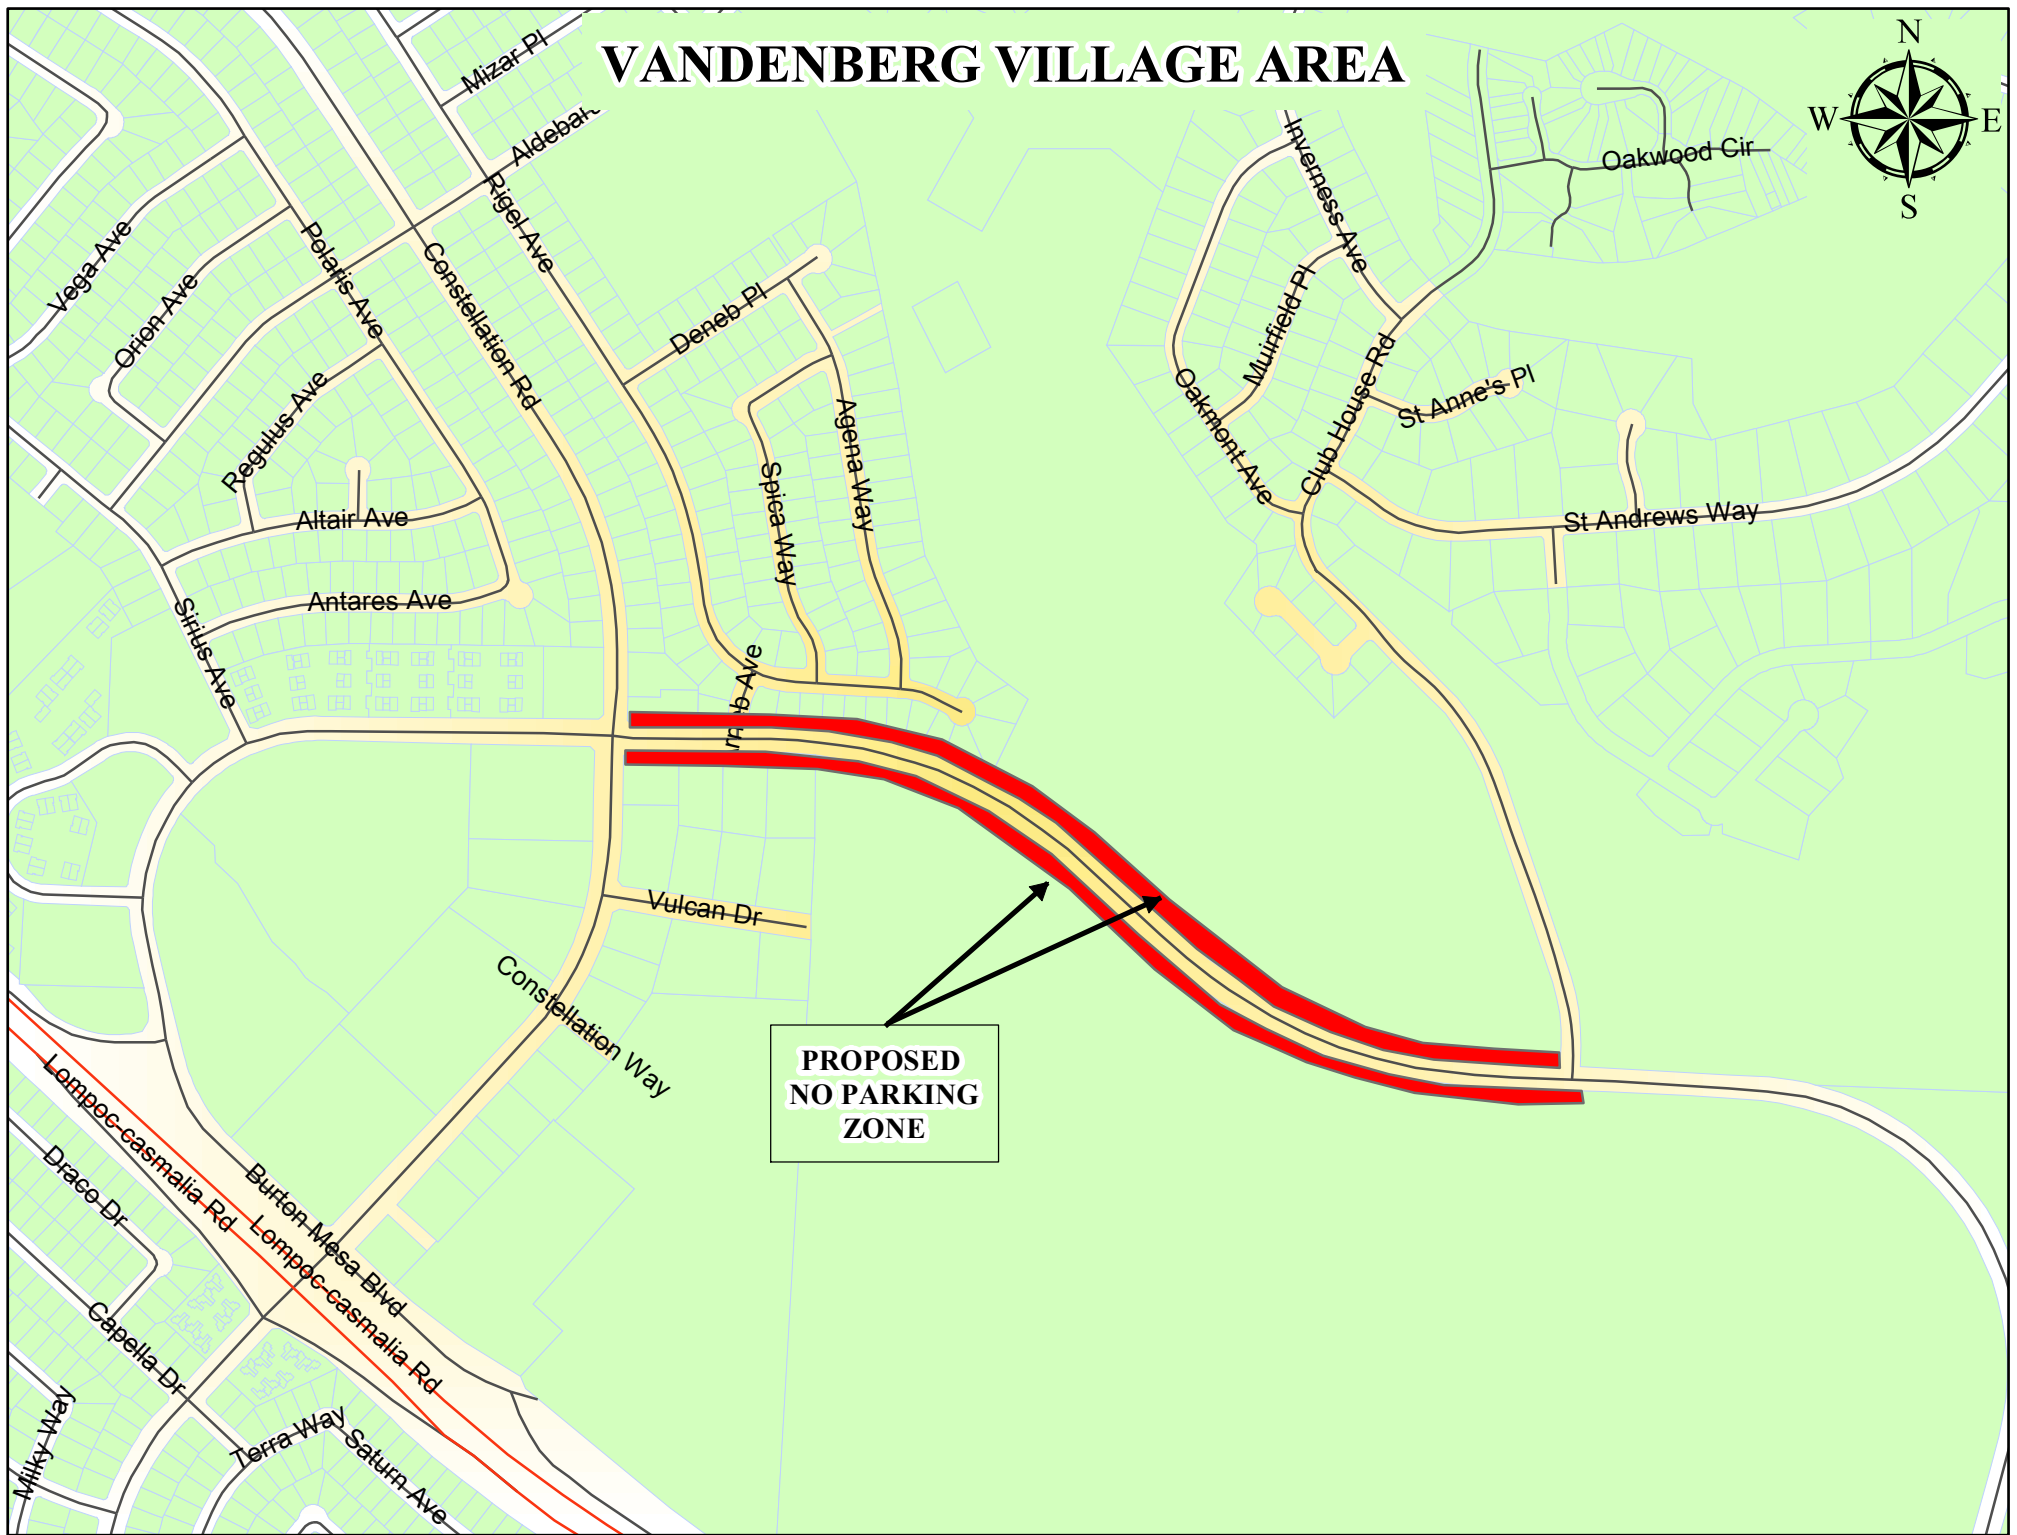 VANDENBERG VILLAGE AREA
N
W
E
S
Mizar Pl
Inverness Ave
Oakwood Cir
Rigel Ave
Vega Ave
Polaris Ave
Constellation Rd
Orion Ave
Deneb Pl
Muirfield Pl
Club House Rd
Oakmont Ave
St Anne's Pl
Regulus Ave
Agena Way
Spica Way
Altair Ave
St Andrews Way
Antares Ave
Sirius Ave
Vulcan Dr
Constellation Way
PROPOSED
NO PARKING
ZONE
Lompoc-casmalia Rd
Draco Dr
Burton Mesa Blvd
Lompoc-casmalia Rd
Capella Dr
Milky Way
Terra Way
Saturn Ave